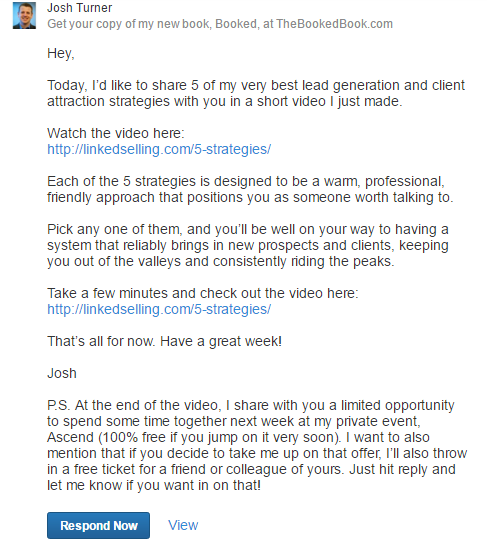 Josh Turner
Get your copy of my new book, Booked, at TheBookedBook.com
Hey,
Today, I'd like to share 5 of my very best lead generation and client
attraction strategies with you in a short video I just made.
Watch the video here:
http://linkedselling.com/5-strategies/
Each of the 5 strategies is designed to be a warm, professional,
friendly approach that positions you as someone worth talking to.
Pick any one of them, and you'll be well on your way to having a
system that reliably brings in new prospects and clients, keeping
you out of the valleys and consistently riding the peaks.
Take a few minutes and check out the video here:
http://linkedselling.com/5-strategies/
That's all for now. Have a great week!
Josh
P.S. At the end of the video, I share with you a limited opportunity
to spend some time together next week at my private event,
Ascend (100% free if you jump on it very soon). I want to also
mention that if you decide to take me up on that offer, I'll also throw
in a free ticket for a friend or colleague of yours. Just hit reply and
let me know if you want in on that!
Respond Now View